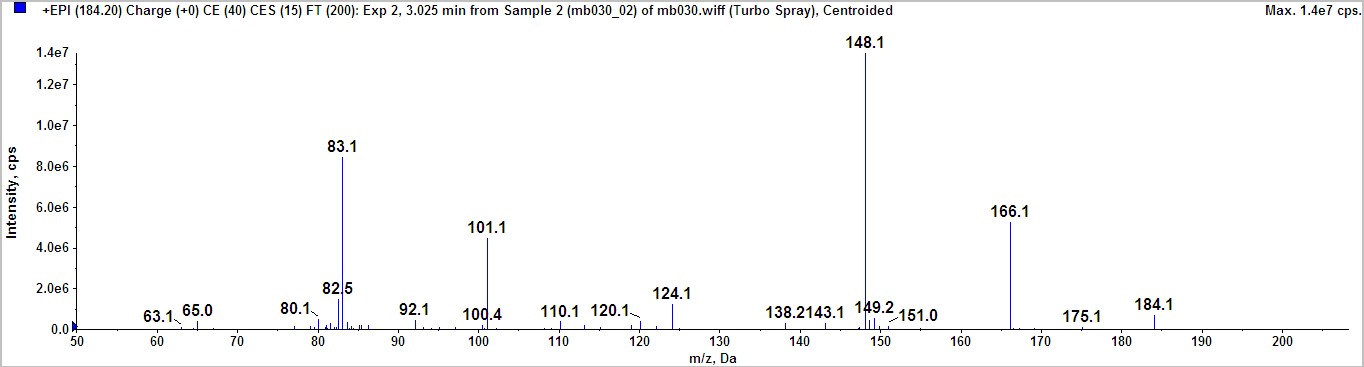 +EPI (184.20) Charge (+0) CE (40) CES (15) FT (200): Exp 2, 3.025 min from Sample 2 (mb030_02) of mb030.wiff (Turbo Spray), Centroided Max. 1.4e7 cps.
Intensity, cps
1.4e7
1.2e7
1.0e7
8.0e6
6.0e6
4.0e6
2.0e6
0.0
148.1
83.1
166.1
101.1
82.5
124.1
184.1
63.1 65.0 80.1 92.1 100.4 110.1 120.1 138.2 143.1 149.2 151.0 175.1
50 60 70 80 90 100 110 120 130 140 150 160 170 180 190 200
m/z, Da